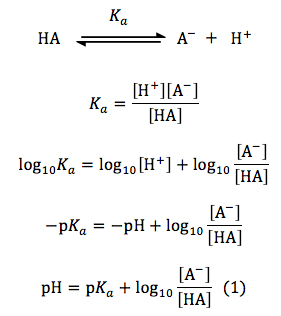 Kₐ
HA ⇌ A⁻ + H⁺
Kₐ = [H⁺][A⁻] / [HA]
log₁₀Kₐ = log₁₀[H⁺] + log₁₀ [A⁻] / [HA]
−pKₐ = −pH + log₁₀ [A⁻] / [HA]
pH = pKₐ + log₁₀ [A⁻] / [HA] (1)